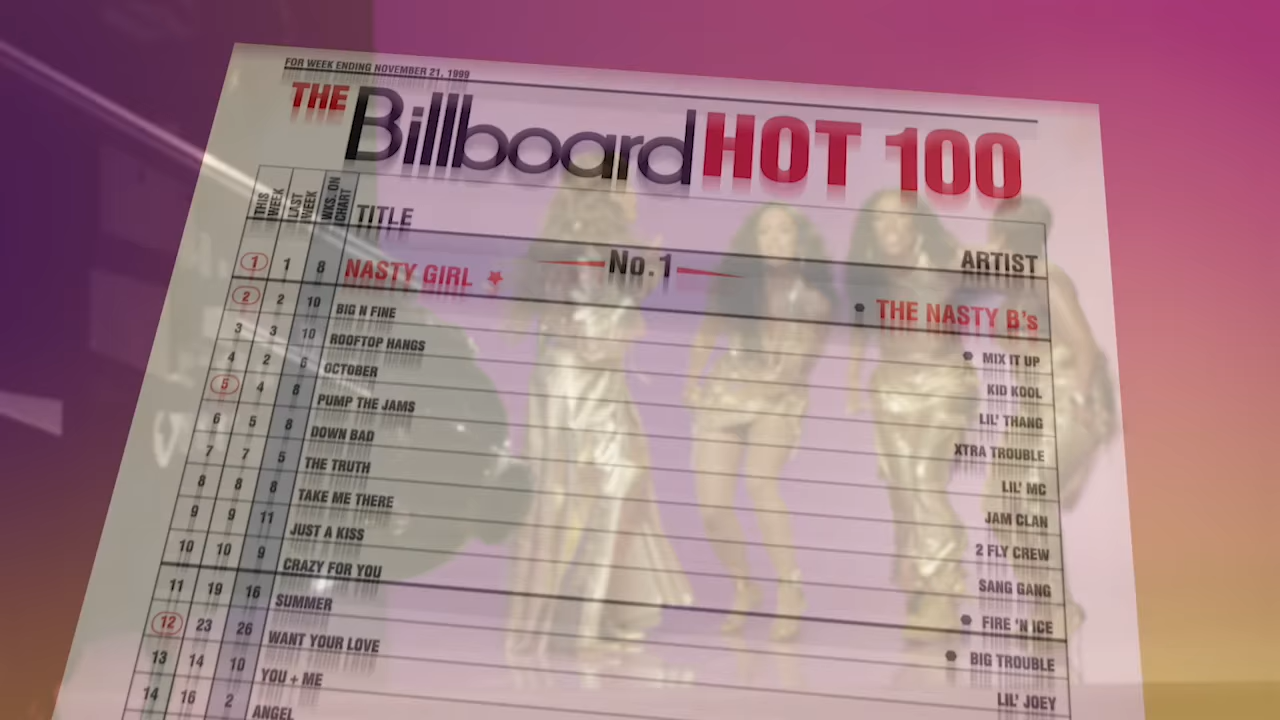 FOR WEEK ENDING NOVEMBER 21, 1999
THE Billboard HOT 100
THIS WEEK LAST WEEK WKS. ON CHART TITLE ARTIST
No.1
1 1 8 NASTY GIRL THE NASTY B's
2 2 10 BIG N FINE MIX IT UP
3 3 10 ROOFTOP HANGS KID KOOL
4 2 6 OCTOBER LIL' THANG
5 4 8 PUMP THE JAMS XTRA TROUBLE
6 5 8 DOWN BAD LIL' MC
7 7 5 THE TRUTH JAM CLAN
8 8 8 TAKE ME THERE 2 FLY CREW
9 9 11 JUST A KISS SANG GANG
10 10 9 CRAZY FOR YOU FIRE 'N ICE
11 19 16 SUMMER BIG TROUBLE
12 23 26 WANT YOUR LOVE LIL' JOEY
13 14 10 YOU + ME
14 16 2 ANGEL